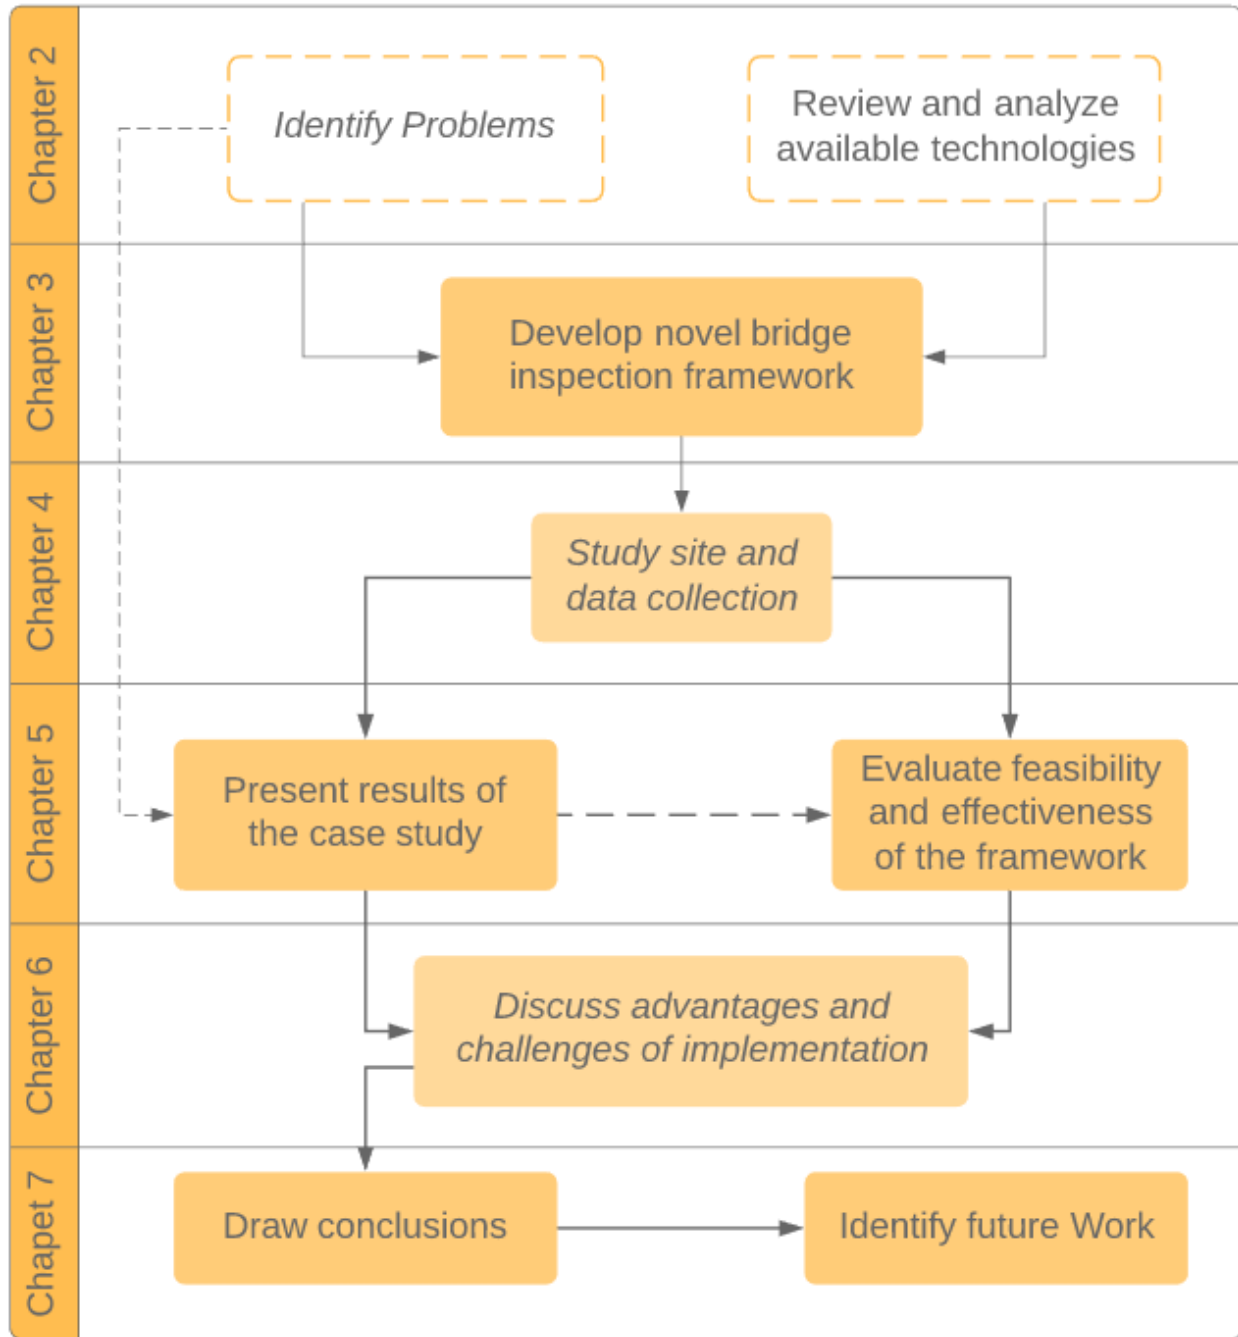 Chapter 2
Identify Problems
Review and analyze
available technologies
Chapter 3
Develop novel bridge
inspection framework
Chapter 4
Study site and
data collection
Chapter 5
Present results of
the case study
Evaluate feasibility
and effectiveness
of the framework
Chapter 6
Discuss advantages and
challenges of implementation
Chapet 7
Draw conclusions
Identify future Work